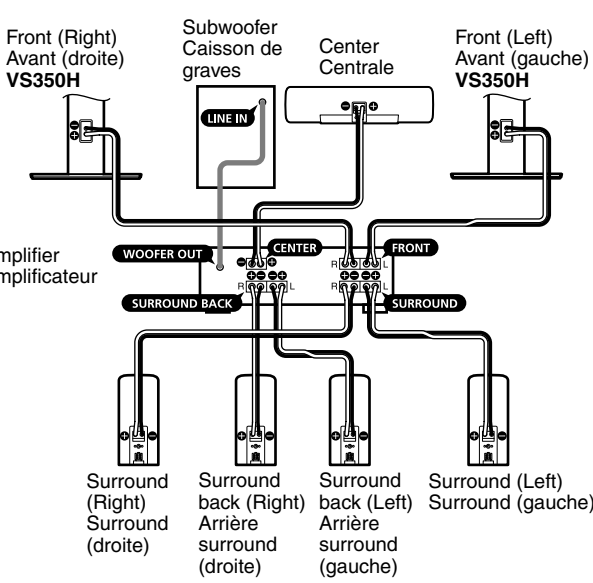 Front (Right)
Avant (droite)
VS350H
Subwoofer
Caisson de
graves
Center
Centrale
Front (Left)
Avant (gauche)
VS350H
LINE IN
mplifier
mplificateur
WOOFER OUT
CENTER
FRONT
R L
R L
SURROUND BACK
R L
R L
SURROUND
Surround
(Right)
Surround
(droite)
Surround
back (Right)
Arrière
surround
(droite)
Surround
back (Left)
Arrière
surround
(gauche)
Surround (Left)
Surround (gauche)